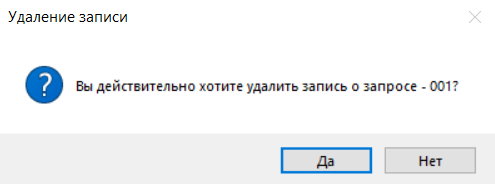 Удаление записи
Вы действительно хотите удалить запись о запросе - 001?
Да
Нет